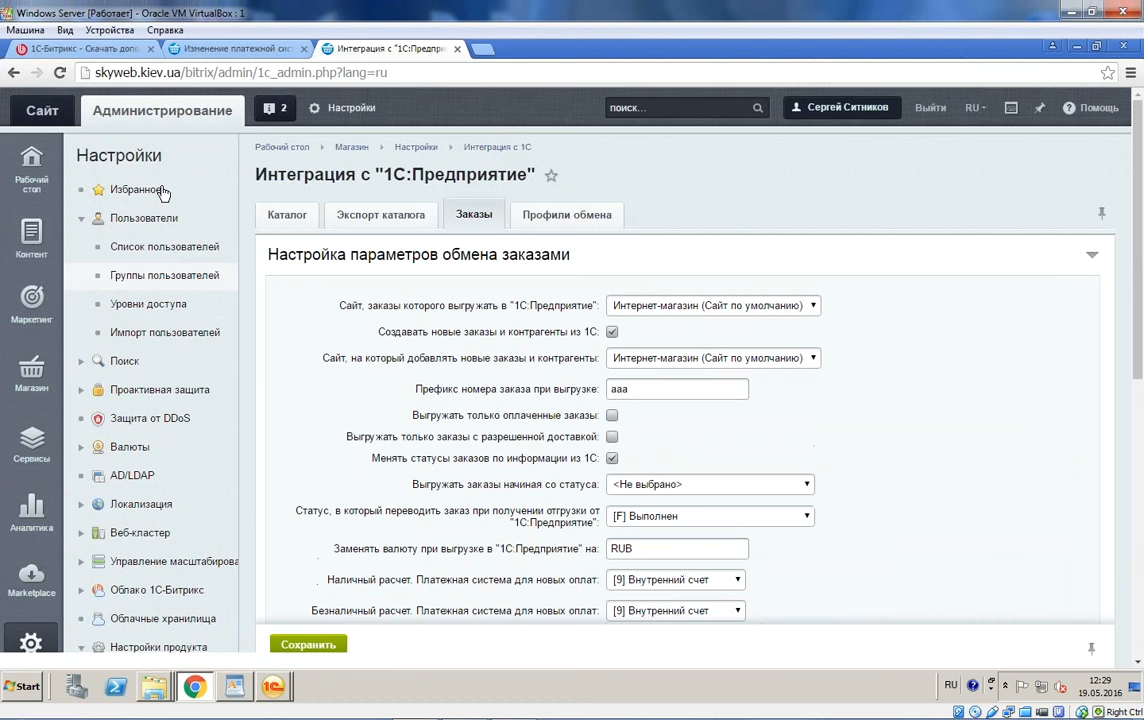 Windows Server [Работает] - Oracle VM VirtualBox : 1
Машина Вид Устройства Справка
1С-Битрикс - Скачать допо
Изменение платежной сис
Интеграция с "1С:Предпри
skyweb.kiev.ua/bitrix/admin/1c_admin.php?lang=ru
Сайт
Администрирование
2
Настройки
поиск...
Сергей Ситников
Выйти
RU
Помощь
Рабочий
стол
Контент
Маркетинг
Магазин
Сервисы
Аналитика
Marketplace
Настройки
Избранное
Пользователи
Список пользователей
Группы пользователей
Уровни доступа
Импорт пользователей
Поиск
Проактивная защита
Защита от DDoS
Валюты
AD/LDAP
Локализация
Веб-кластер
Управление масштабирова
Облако 1С-Битрикс
Облачные хранилища
Настройки продукта
Рабочий стол Магазин Настройки Интеграция с 1С
Интеграция с "1С:Предприятие"
Каталог
Экспорт каталога
Заказы
Профили обмена
Настройка параметров обмена заказами
Сайт, заказы которого выгружать в "1С:Предприятие": Интернет-магазин (Сайт по умолчанию)
Создавать новые заказы и контрагенты из 1С:
Сайт, на который добавлять новые заказы и контрагенты: Интернет-магазин (Сайт по умолчанию)
Префикс номера заказа при выгрузке: aaa
Выгружать только оплаченные заказы:
Выгружать только заказы с разрешенной доставкой:
Менять статусы заказов по информации из 1С:
Выгружать заказы начиная со статуса: <Не выбрано>
Статус, в который переводить заказ при получении отгрузки от
"1С:Предприятие": [F] Выполнен
Заменять валюту при выгрузке в "1С:Предприятие" на: RUB
Наличный расчет. Платежная система для новых оплат: [9] Внутренний счет
Безналичный расчет. Платежная система для новых оплат: [9] Внутренний счет
Сохранить
Start
RU
12:29
19.05.2016
Right Ctrl